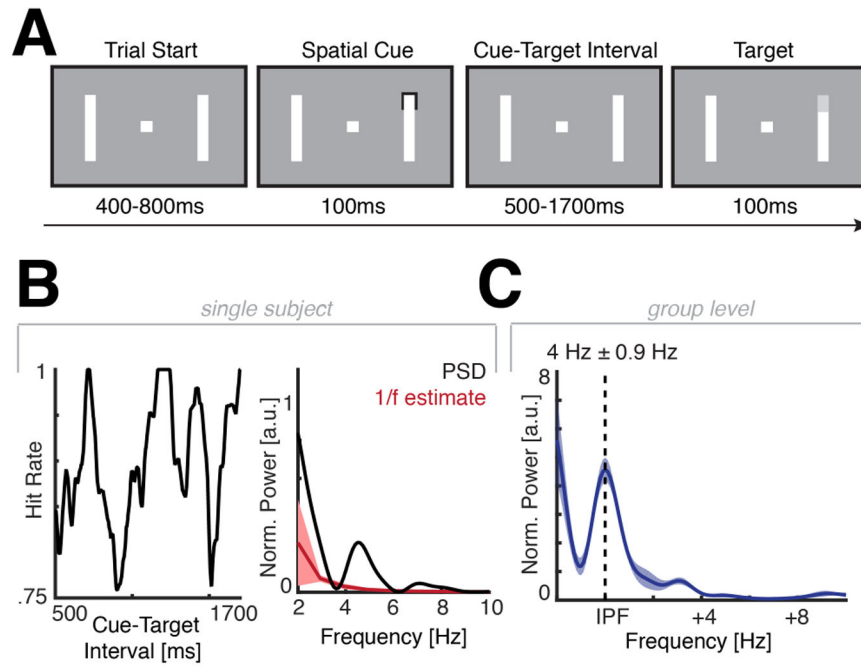 A
Trial Start
Spatial Cue
Cue-Target Interval
Target
400-800ms
100ms
500-1700ms
100ms
B
single subject
1
Hit Rate
.75
500
1700
Cue-Target
Interval [ms]
PSD
1/f estimate
1
Norm. Power [a.u.]
0
2
4
6
8
10
Frequency [Hz]
C
group level
4 Hz ± 0.9 Hz
8
Norm. Power [a.u.]
0
IPF
+4
+8
Frequency [Hz]